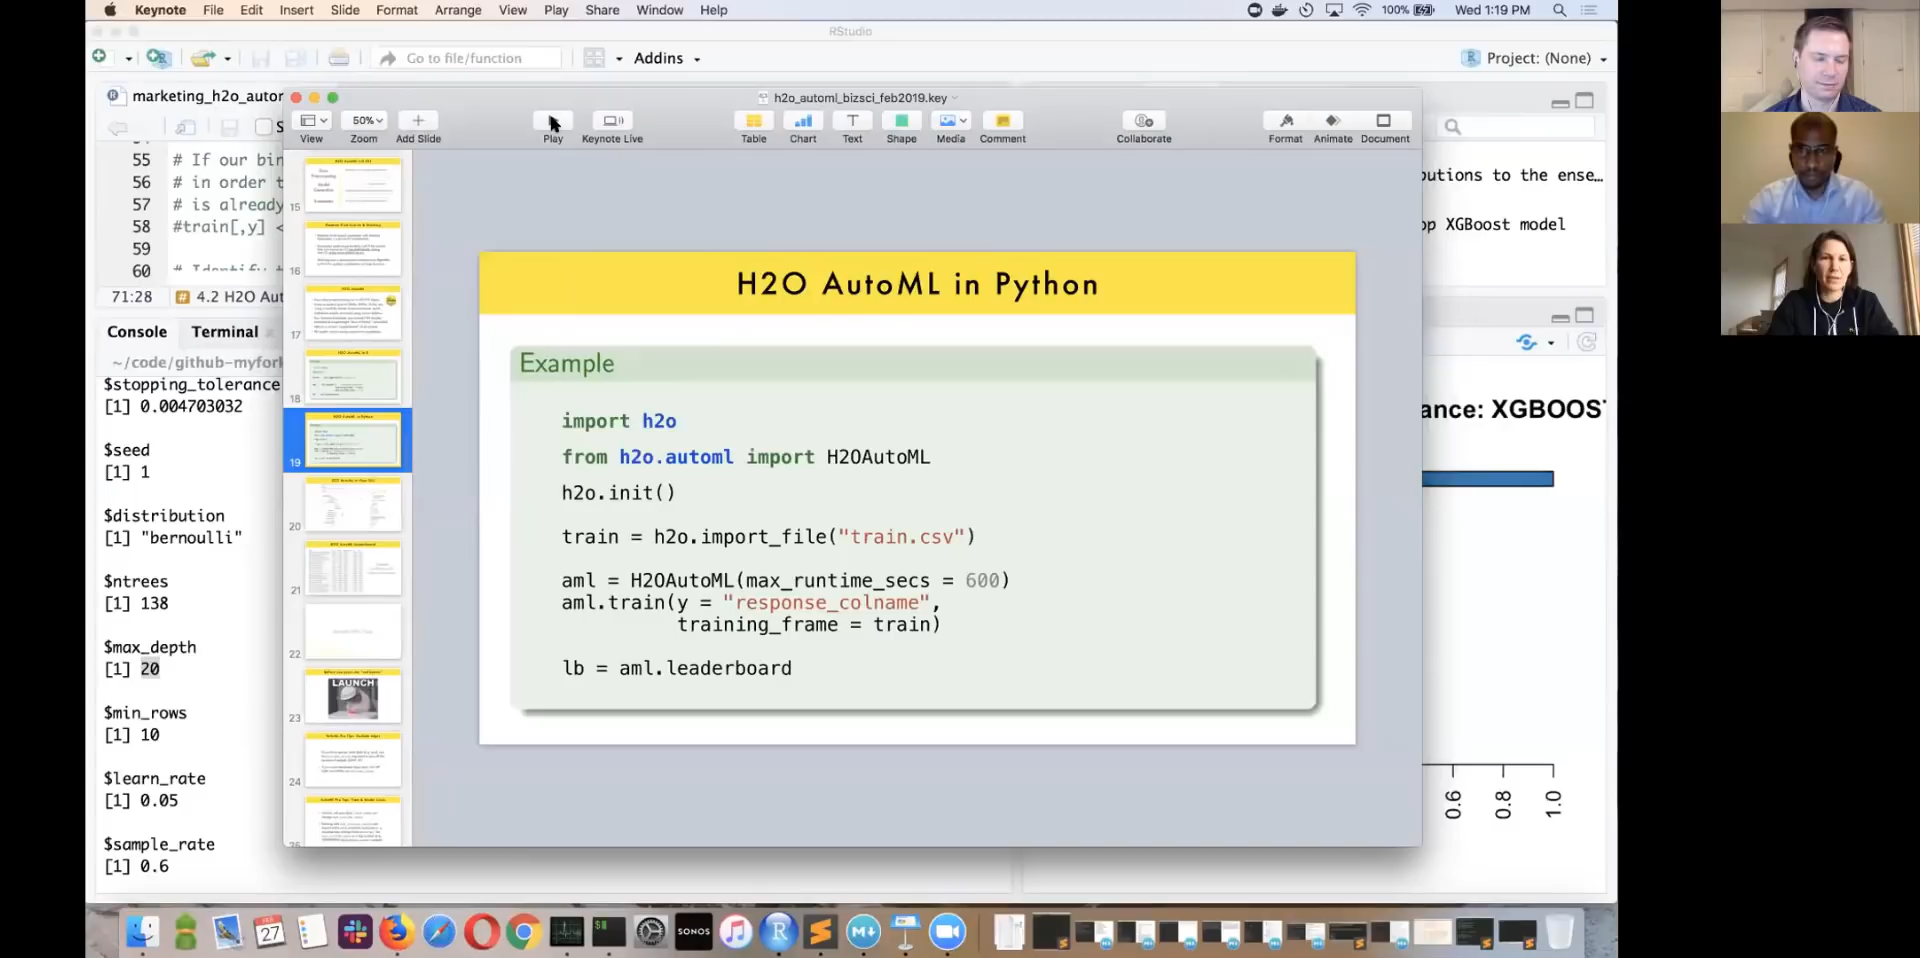 Keynote File Edit Insert Slide Format Arrange View Play Share Window Help
100% Wed 1:19 PM
RStudio
Go to file/function
Addins
Project: (None)
marketing_h2o_autor
h2o_automl_bizsci_feb2019.key
50%
View Zoom Add Slide Play Keynote Live Table Chart Text Shape Media Comment Collaborate Format Animate Document
55 # If our bin
56 # in order t
57 # is already
58 #train[,y] <
59
60 # Identify t
71:28 # 4.2 H2O Aut
Console Terminal
~/code/github-myfork
$stopping_tolerance
[1] 0.004703032
$seed
[1] 1
$distribution
[1] "bernoulli"
$ntrees
[1] 138
$max_depth
[1] 20
$min_rows
[1] 10
$learn_rate
[1] 0.05
$sample_rate
[1] 0.6
15
16
17
18
19
20
21
22
23
LAUNCH
24
H2O AutoML in Python
Example
import h2o
from h2o.automl import H2OAutoML
h2o.init()
train = h2o.import_file("train.csv")
aml = H2OAutoML(max_runtime_secs = 600)
aml.train(y = "response_colname",
training_frame = train)
lb = aml.leaderboard
butions to the ense…
op XGBoost model
ance: XGBOOST
0.6
0.8
1.0
FEB
27
SONOS